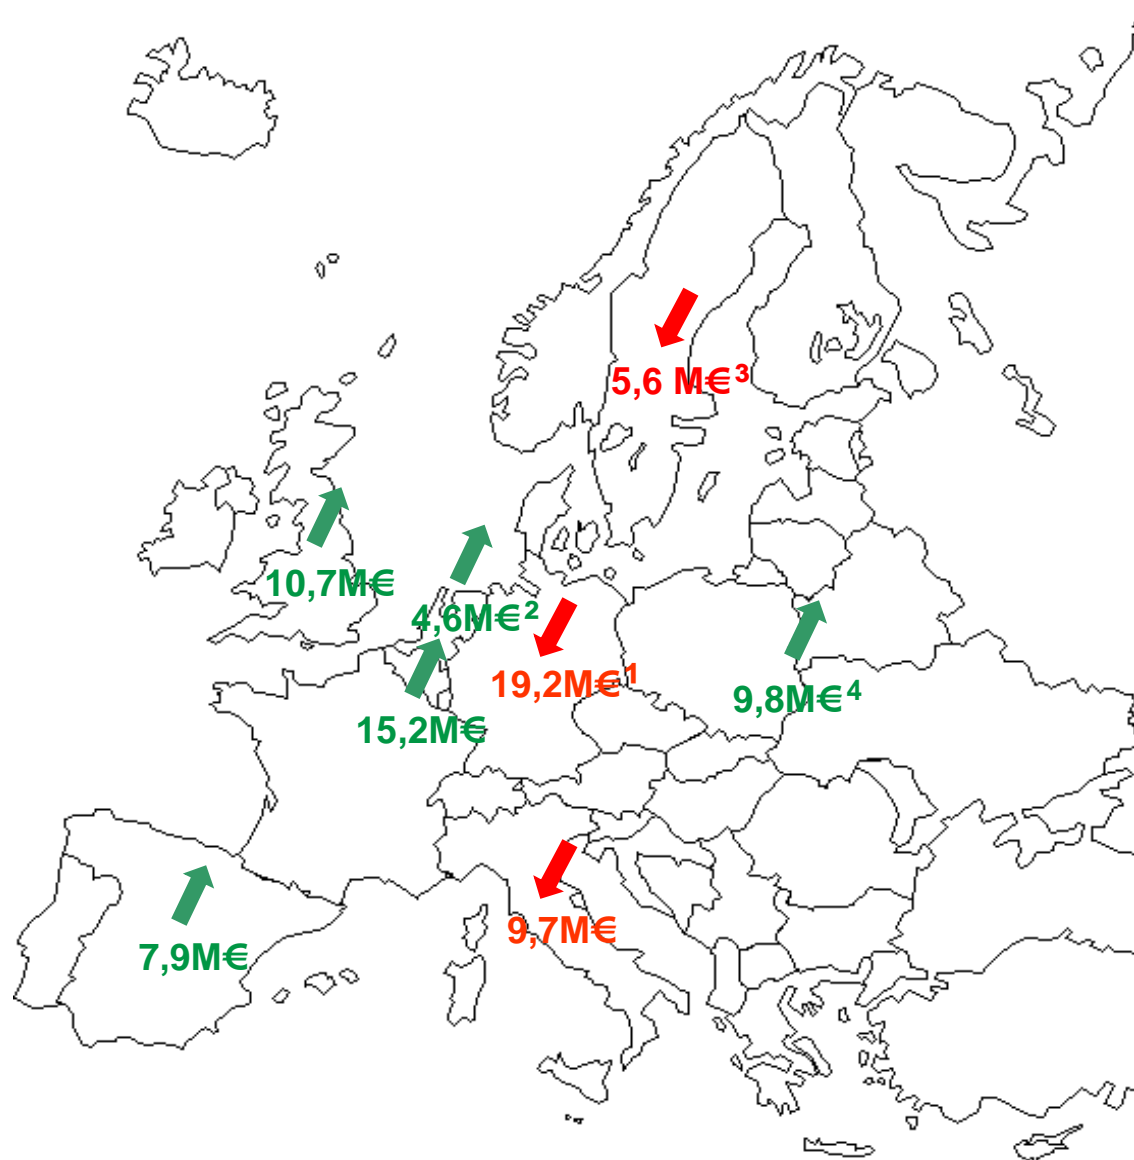 5,6 M€³
10,7M€
4,6M€²
19,2M€¹
9,8M€⁴
15,2M€
9,7M€
7,9M€